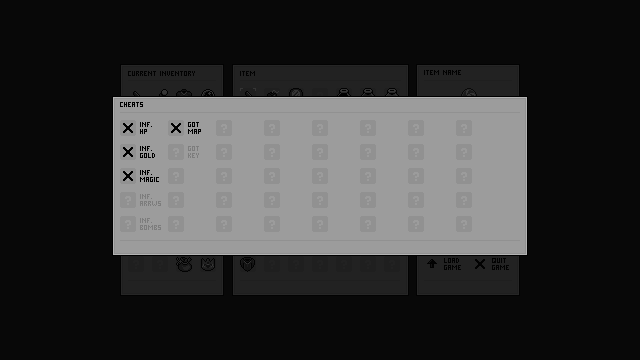 CURRENT INVENTORY
ITEM
ITEM NAME
CHEATS
INF. HP
GOT MAP
INF. GOLD
GOT KEY
INF. MAGIC
INF. ARRWS
INF. BOMBS
LOAD GAME
QUIT GAME